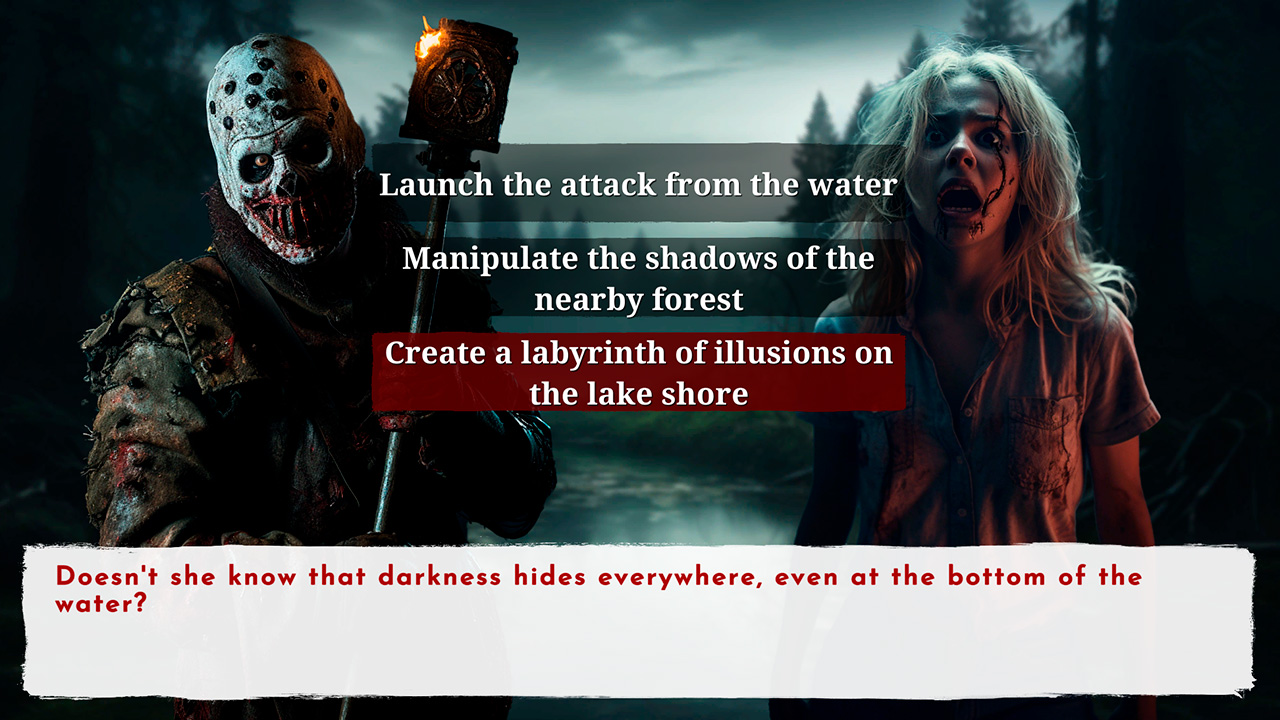 Launch the attack from the water
Manipulate the shadows of the
nearby forest
Create a labyrinth of illusions on
the lake shore
Doesn't she know that darkness hides everywhere, even at the bottom of the
water?